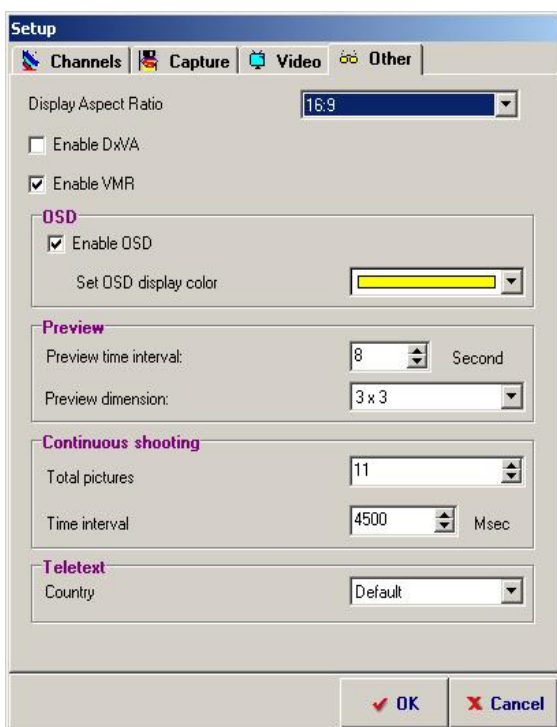 Setup
Channels Capture Video Other
Display Aspect Ratio 16:9
Enable DxVA
Enable VMR
OSD
Enable OSD
Set OSD display color
Preview
Preview time interval: 8 Second
Preview dimension: 3 x 3
Continuous shooting
Total pictures 11
Time interval 4500 Msec
Teletext
Country Default
OK Cancel